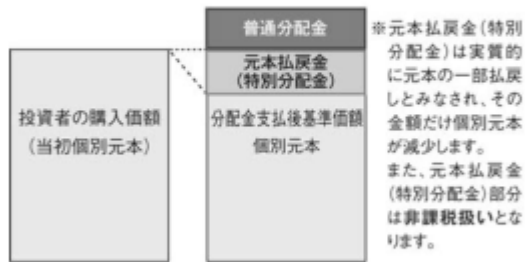 普通分配金
元本払戻金
(特別分配金)
投資者の購入価額
(当初個別元本)
分配金支払後基準価額
個別元本
※元本払戻金(特別
分配金)は実質的
に元本の一部払戻
しとみなされ、その
金額だけ個別元本
が減少します。
また、元本払戻金
(特別分配金)部分
は非課税扱いとな
ります。